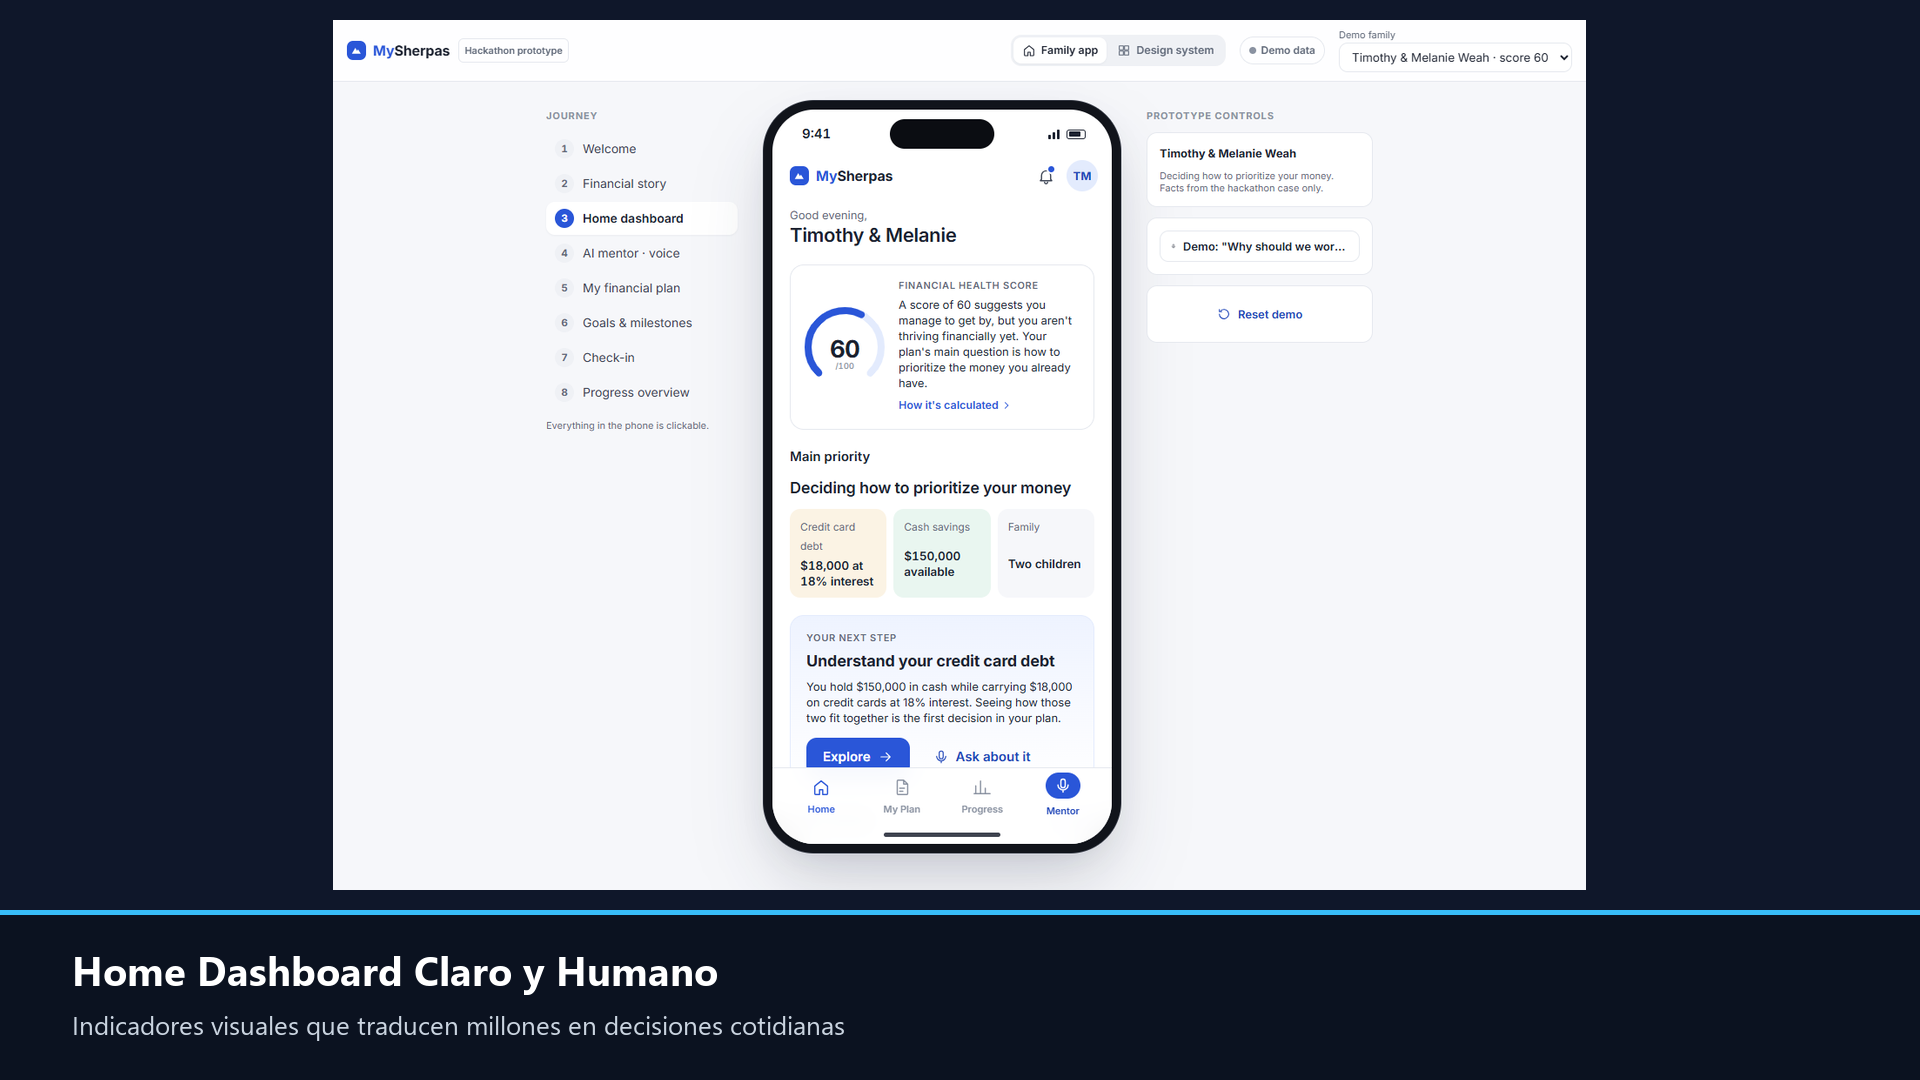 MySherpas
Hackathon prototype
Family app
Design system
Demo data
Demo family
Timothy & Melanie Weah · score 60
JOURNEY
1 Welcome
2 Financial story
3 Home dashboard
4 AI mentor · voice
5 My financial plan
6 Goals & milestones
7 Check-in
8 Progress overview
Everything in the phone is clickable.
9:41
MySherpas
TM
Good evening,
Timothy & Melanie
60
/100
FINANCIAL HEALTH SCORE
A score of 60 suggests you
manage to get by, but you aren't
thriving financially yet. Your
plan's main question is how to
prioritize the money you already
have.
How it's calculated
Main priority
Deciding how to prioritize your money
Credit card
debt
$18,000 at
18% interest
Cash savings
$150,000
available
Family
Two children
YOUR NEXT STEP
Understand your credit card debt
You hold $150,000 in cash while carrying $18,000
on credit cards at 18% interest. Seeing how those
two fit together is the first decision in your plan.
Explore
Ask about it
Home
My Plan
Progress
Mentor
PROTOTYPE CONTROLS
Timothy & Melanie Weah
Deciding how to prioritize your money.
Facts from the hackathon case only.
Demo: "Why should we wor...
Reset demo
Home Dashboard Claro y Humano
Indicadores visuales que traducen millones en decisiones cotidianas